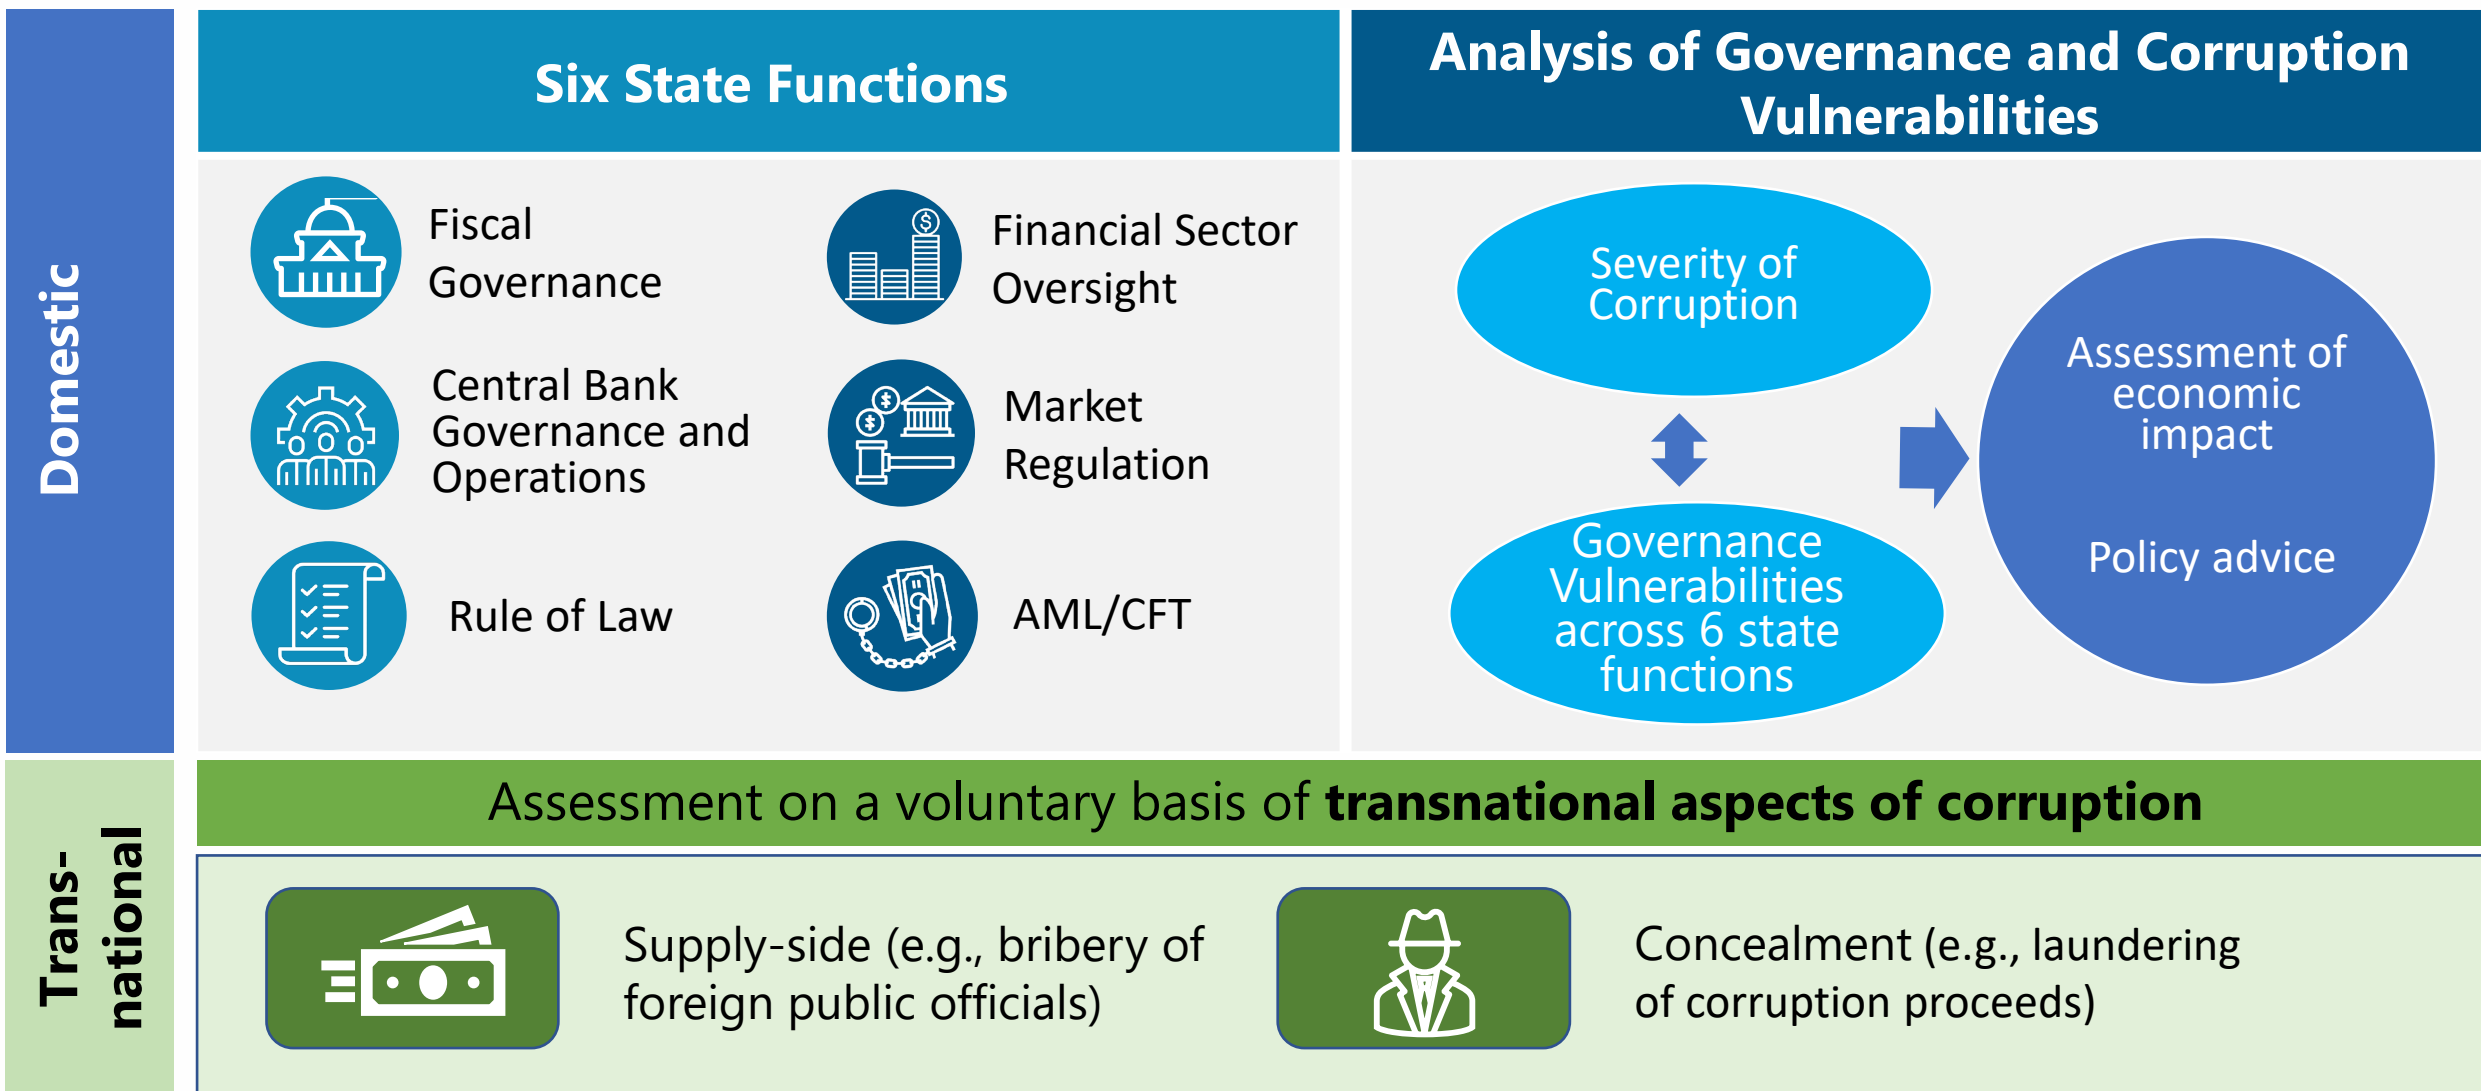 Domestic
Six State Functions
Analysis of Governance and Corruption
Vulnerabilities
Fiscal
Governance
Financial Sector
Oversight
Central Bank
Governance and
Operations
Market
Regulation
Rule of Law
AML/CFT
Severity of
Corruption
Governance
Vulnerabilities
across 6 state
functions
Assessment of
economic
impact
Policy advice
Trans-
national
Assessment on a voluntary basis of transnational aspects of corruption
Supply-side (e.g., bribery of
foreign public officials)
Concealment (e.g., laundering
of corruption proceeds)